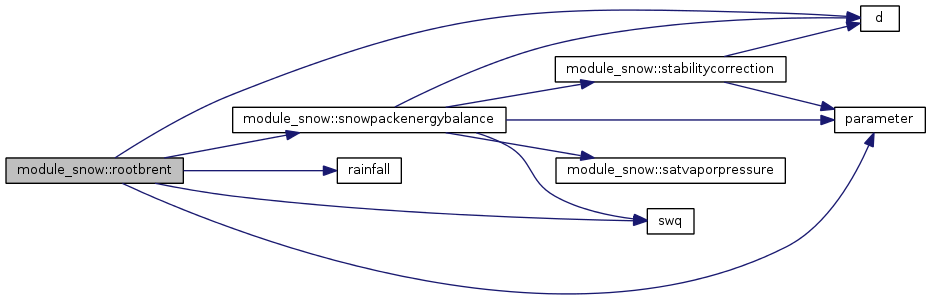 d
module_snow::stabilitycorrection
module_snow::snowpackenergybalance
parameter
module_snow::rootbrent
rainfall
module_snow::satvaporpressure
swq